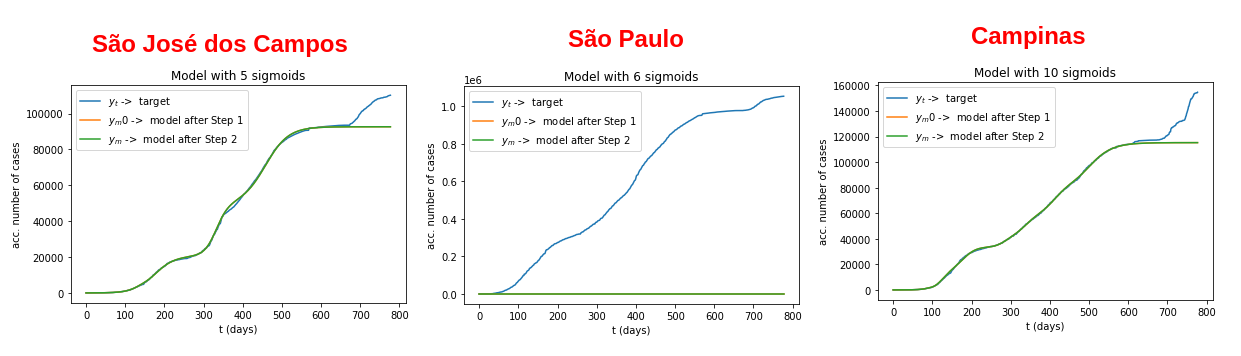 São José dos Campos
Model with 5 sigmoids
acc. number of cases
100000
80000
60000
40000
20000
0
y_t -> target
y_m0 -> model after Step 1
y_m -> model after Step 2
0 100 200 300 400 500 600 700 800
t (days)
São Paulo
1e6
Model with 6 sigmoids
acc. number of cases
1.0
0.8
0.6
0.4
0.2
0.0
y_t -> target
y_m0 -> model after Step 1
y_m -> model after Step 2
0 100 200 300 400 500 600 700 800
t (days)
Campinas
Model with 10 sigmoids
acc. number of cases
160000
140000
120000
100000
80000
60000
40000
20000
0
y_t -> target
y_m0 -> model after Step 1
y_m -> model after Step 2
0 100 200 300 400 500 600 700 800
t (days)